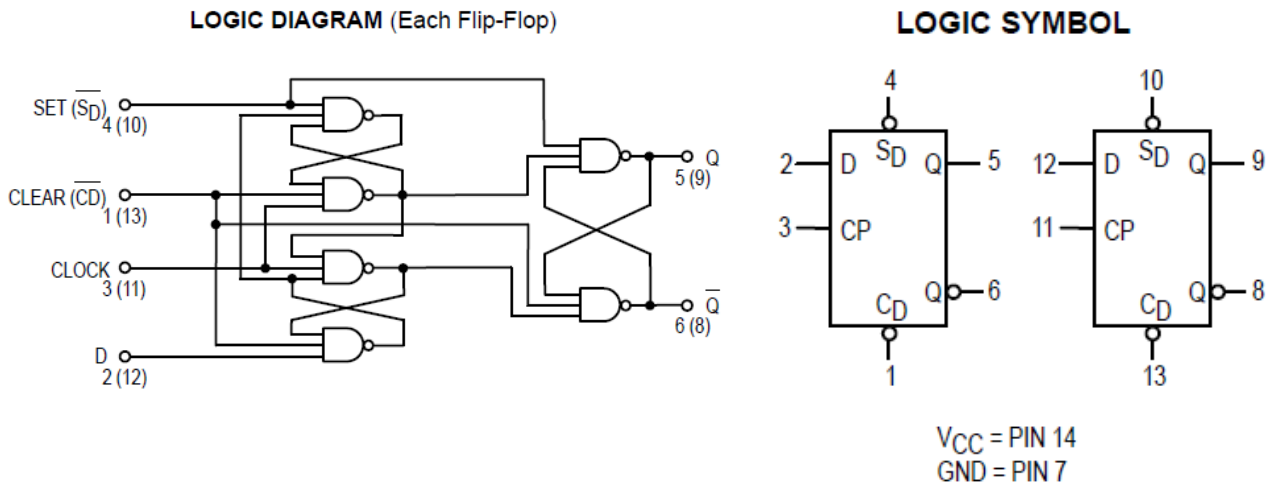 LOGIC DIAGRAM (Each Flip-Flop)
SET (S̅D̅)
4 (10)
CLEAR (C̅D̅)
1 (13)
CLOCK
3 (11)
D
2 (12)
Q
5 (9)
Q̅
6 (8)
LOGIC SYMBOL
4
10
2
D
SD
Q
5
12
D
SD
Q
9
3
CP
11
CP
Q
6
Q
8
CD
CD
1
13
VCC = PIN 14
GND = PIN 7